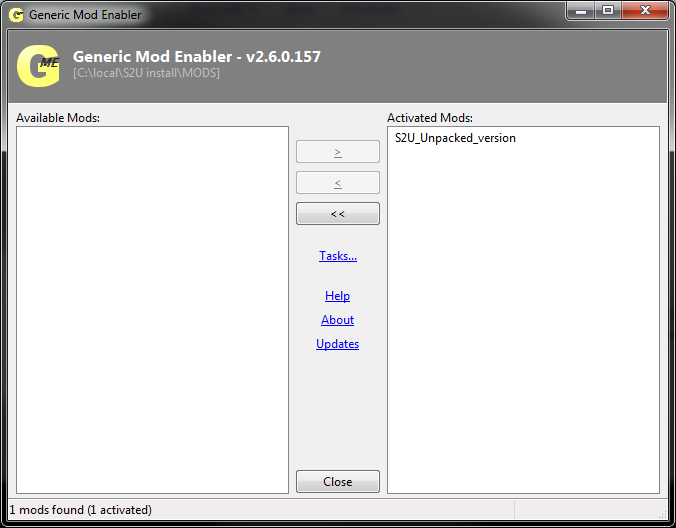 Generic Mod Enabler
G ME
Generic Mod Enabler - v2.6.0.157
[C:\local\S2U install\MODS]
Available Mods:
Activated Mods:
S2U_Unpacked_version
>
<
<<
Tasks...
Help
About
Updates
Close
1 mods found (1 activated)